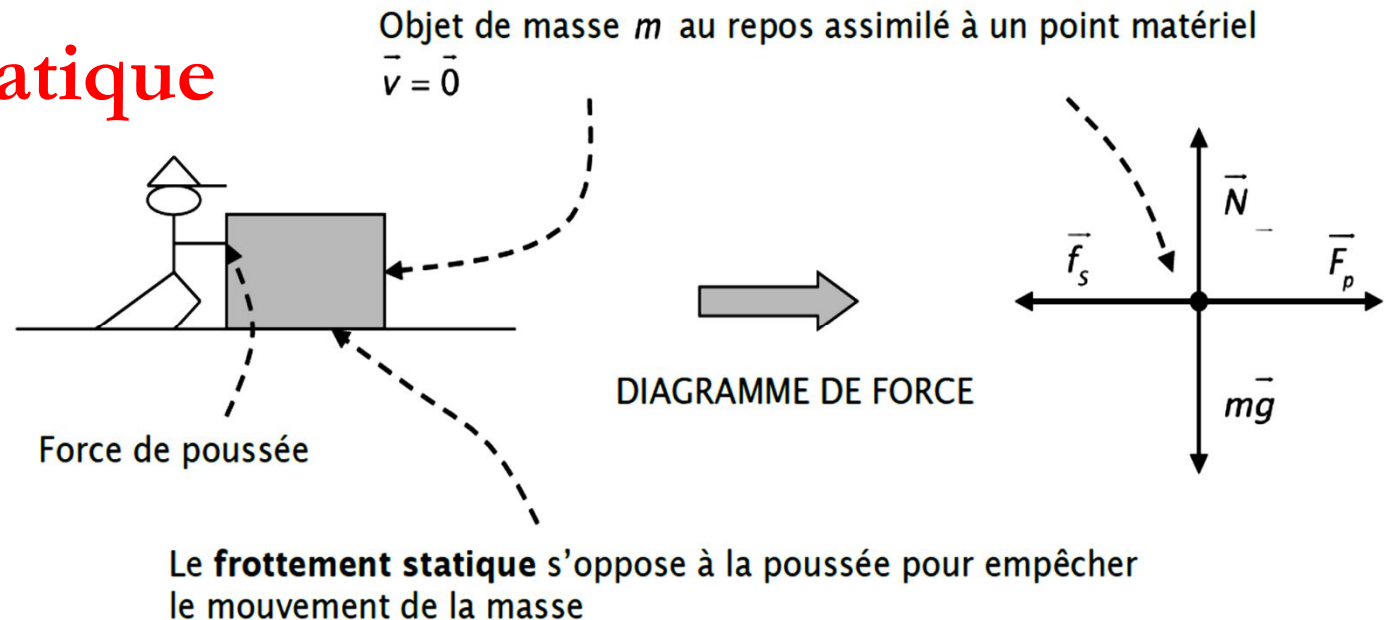 Objet de masse m au repos assimilé à un point matériel
v⃗ = 0⃗
atique
N⃗
f⃗ₛ
F⃗ₚ
DIAGRAMME DE FORCE
mg⃗
Force de poussée
Le frottement statique s'oppose à la poussée pour empêcher
le mouvement de la masse